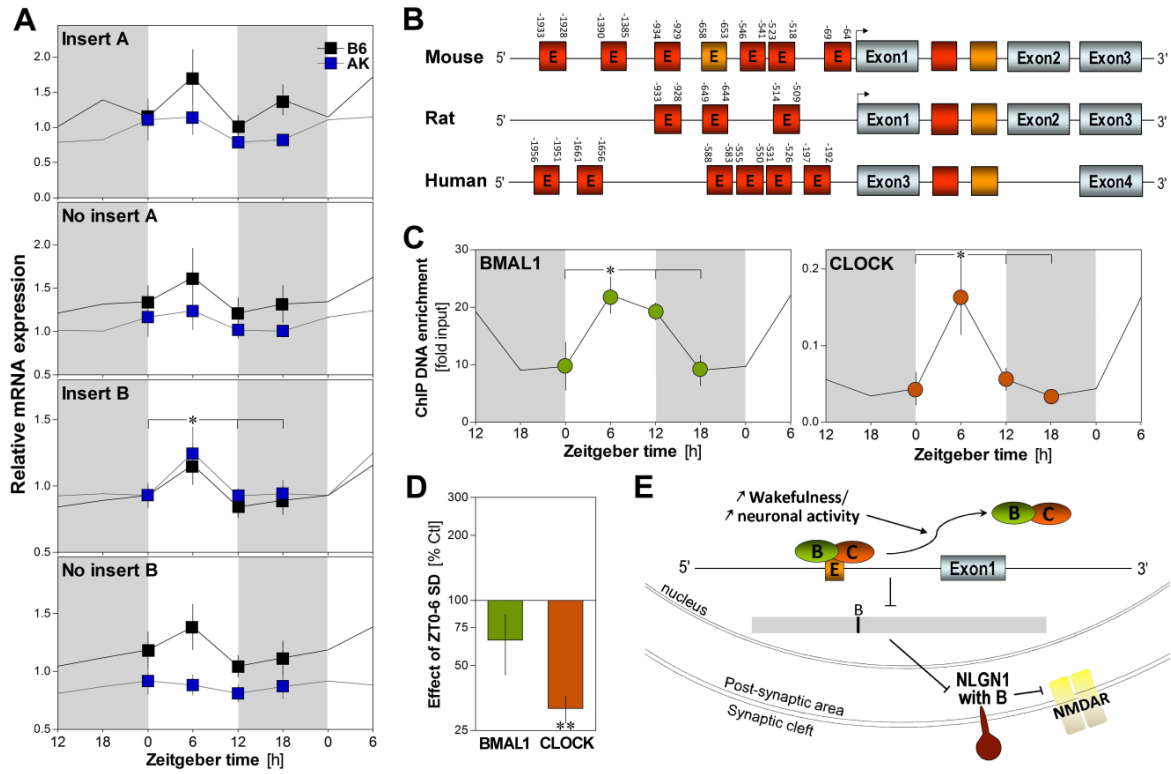 A
Insert A
B6
AK
2.0
1.5
1.0
0.5
0.0
No insert A
2.0
1.5
1.0
0.5
Insert B
*
1.5
1.0
0.5
No insert B
2.0
1.5
1.0
0.5
Relative mRNA expression
12 18 0 6 12 18 0 6
Zeitgeber time [h]
B
-1933 -1928 -1390 -1385 -934 -929 -658 -653 -546 -541 -523 -518 -69 -64
Mouse 5' E E E E E E E Exon1 Exon2 Exon3 3'
-933 -928 -649 -644 -514 -509
Rat 5' E E E Exon1 Exon2 Exon3 3'
-1956 -1951 -1661 -1656 -588 -583 -555 -550 -531 -526 -197 -192
Human 5' E E E E E E Exon3 Exon4 3'
C
ChIP DNA enrichment
[fold input]
BMAL1
*
30
20
10
0
12 18 0 6 12 18 0 6
Zeitgeber time [h]
CLOCK
*
0.2
0.1
0.0
12 18 0 6 12 18 0 6
Zeitgeber time [h]
D
Effect of ZT0-6 SD [% Ctl]
300
200
100
75
50
25
**
BMAL1 CLOCK
E
↗ Wakefulness/
↗ neuronal activity
B C
B C
E
5' Exon1 3'
nucleus
B
Post-synaptic area
Synaptic cleft
NLGN1
with B
NMDAR